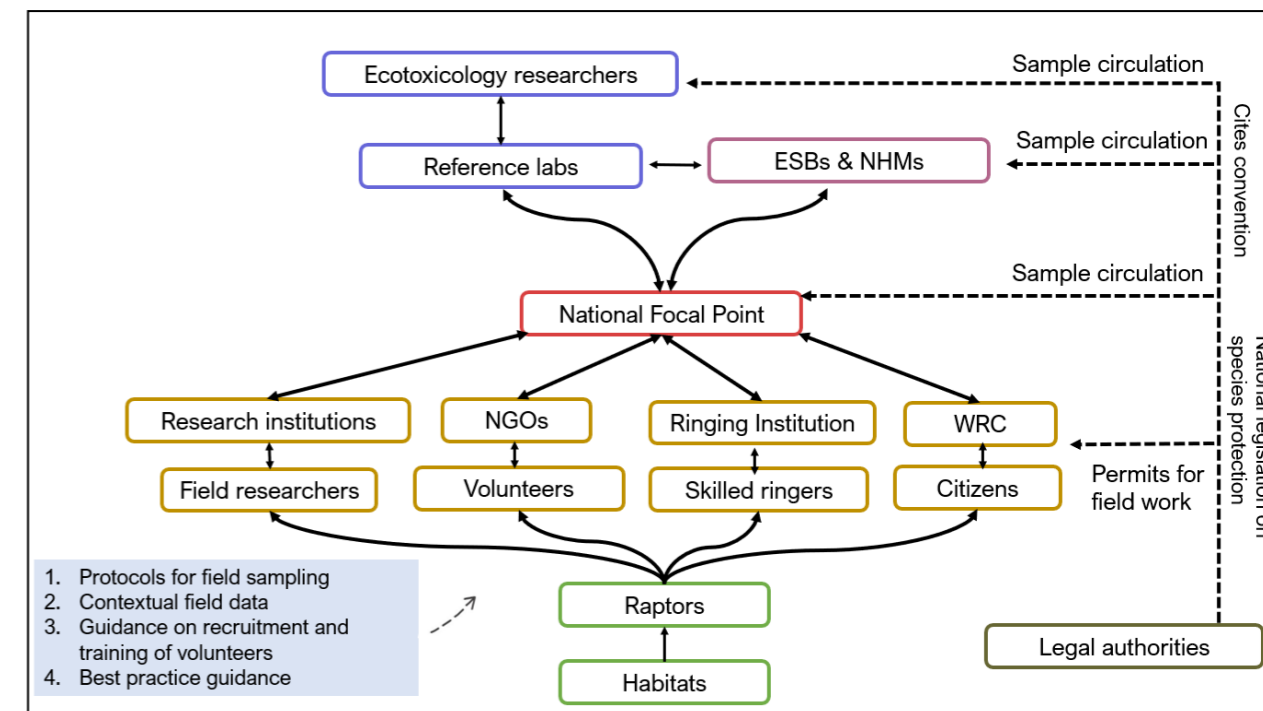 Ecotoxicology researchers
Sample circulation
Reference labs
ESBs & NHMs
Sample circulation
Cites convention
National Focal Point
Sample circulation
National legislation on
species protection
Research institutions
NGOs
Ringing Institution
WRC
Field researchers
Volunteers
Skilled ringers
Citizens
Permits for
field work
1. Protocols for field sampling
2. Contextual field data
3. Guidance on recruitment and
training of volunteers
4. Best practice guidance
Raptors
Habitats
Legal authorities